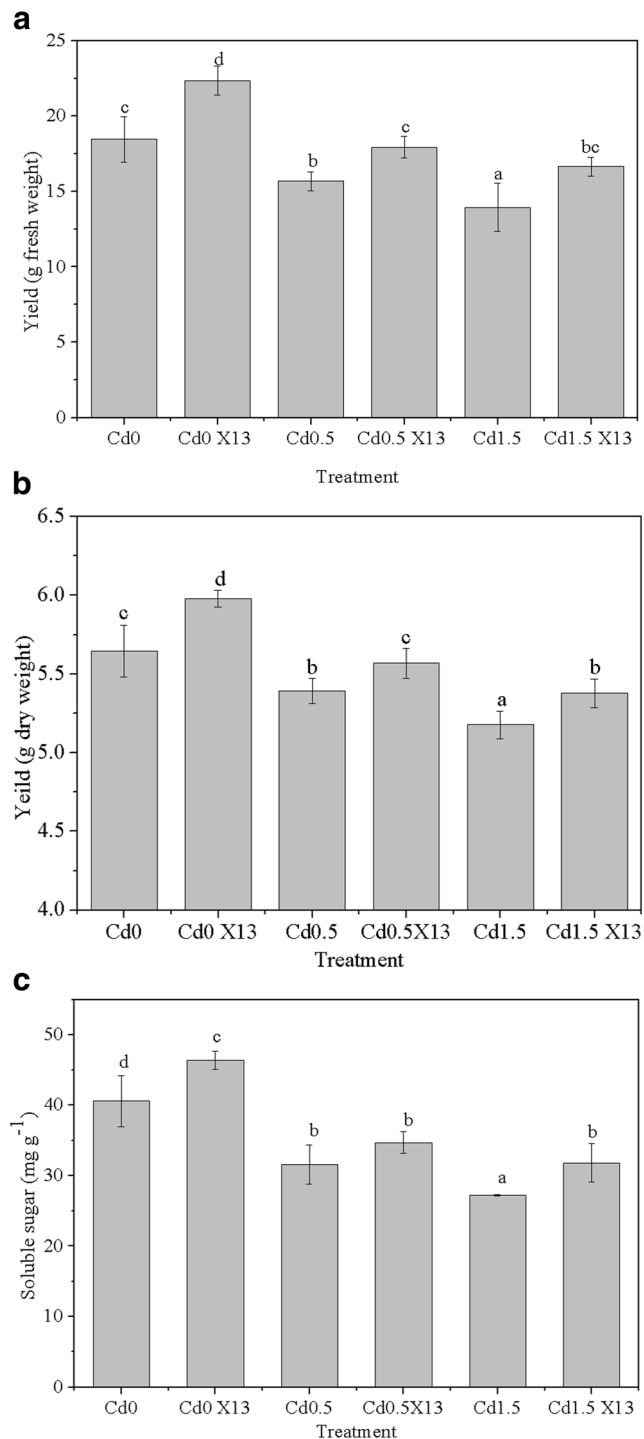 a
25
20
15
10
5
0
Yield (g fresh weight)
c
d
b
c
a
bc
Cd0 Cd0 X13 Cd0.5 Cd0.5 X13 Cd1.5 Cd1.5 X13
Treatment
b
6.5
6.0
5.5
5.0
4.5
4.0
Yeild (g dry weight)
c
d
b
c
a
b
Cd0 Cd0 X13 Cd0.5 Cd0.5X13 Cd1.5 Cd1.5 X13
Treatment
c
50
40
30
20
10
0
Soluble sugar (mg g⁻¹)
d
c
b
b
a
b
Cd0 Cd0 X13 Cd0.5 Cd0.5X13 Cd1.5 Cd1.5 X13
Treatment